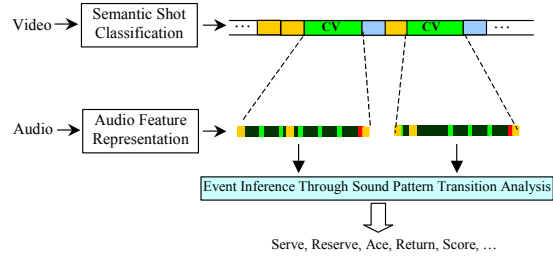 Video
Semantic Shot
Classification
··· CV CV ···
Audio
Audio Feature
Representation
Event Inference Through Sound Pattern Transition Analysis
Serve, Reserve, Ace, Return, Score, …